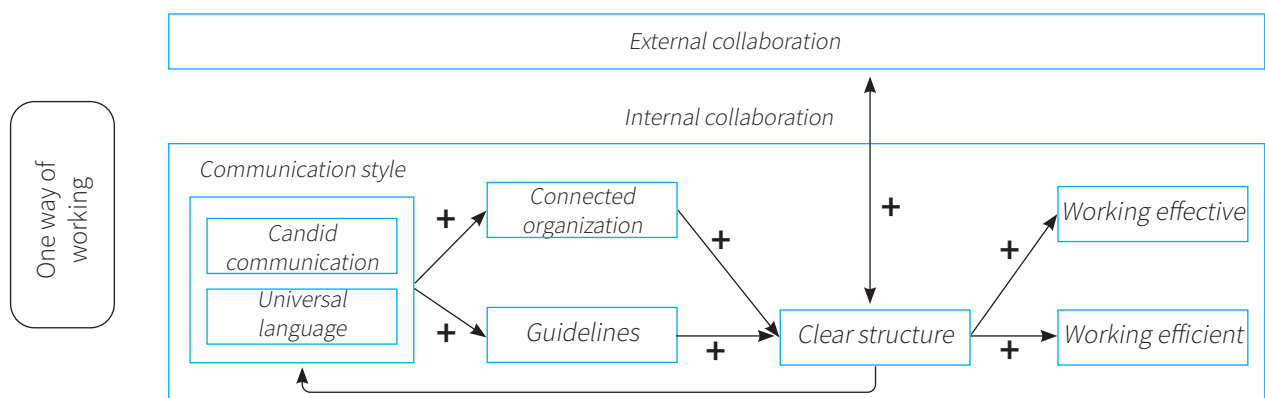 External collaboration
One way of
working
Internal collaboration
Communication style
Candid
communication
Universal
language
+
+
Connected
organization
Guidelines
+
+
Clear structure
+
+
+
Working effective
Working efficient